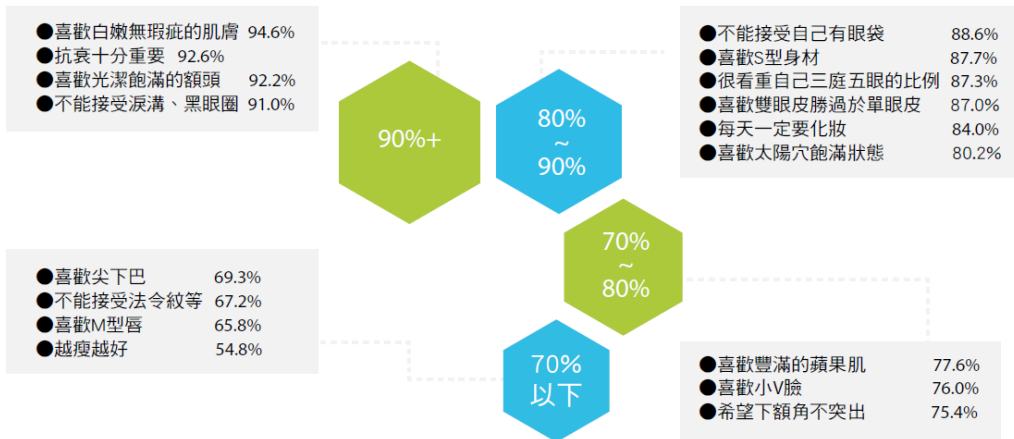 ●喜歡白嫩無瑕疵的肌膚 94.6%
●抗衰十分重要 92.6%
●喜歡光潔飽滿的額頭 92.2%
●不能接受淚溝、黑眼圈 91.0%
90%+
80%
~
90%
●不能接受自己有眼袋 88.6%
●喜歡S型身材 87.7%
●很看重自己三庭五眼的比例 87.3%
●喜歡雙眼皮勝過於單眼皮 87.0%
●每天一定要化妝 84.0%
●喜歡太陽穴飽滿狀態 80.2%
70%
~
80%
●喜歡豐滿的蘋果肌 77.6%
●喜歡小V臉 76.0%
●希望下額角不突出 75.4%
●喜歡尖下巴 69.3%
●不能接受法令紋等 67.2%
●喜歡M型唇 65.8%
●越瘦越好 54.8%
70%
以下